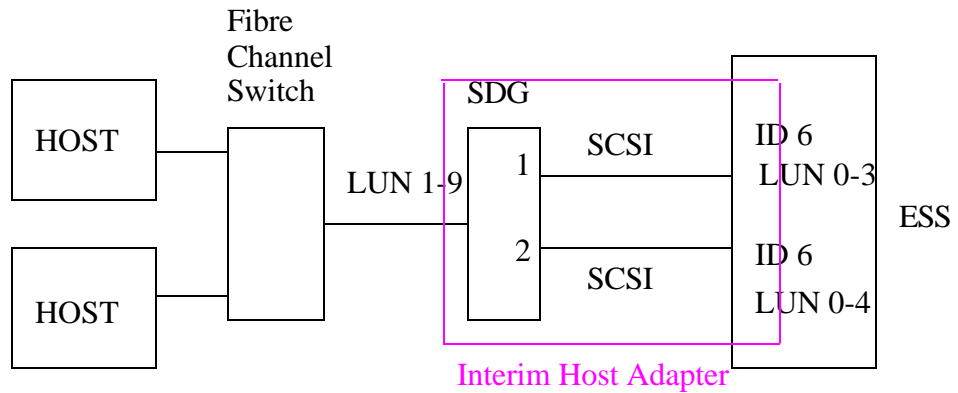 Fibre
Channel
Switch
HOST
HOST
LUN 1-9
SDG
1
2
SCSI
SCSI
ID 6
LUN 0-3
ID 6
LUN 0-4
ESS
Interim Host Adapter